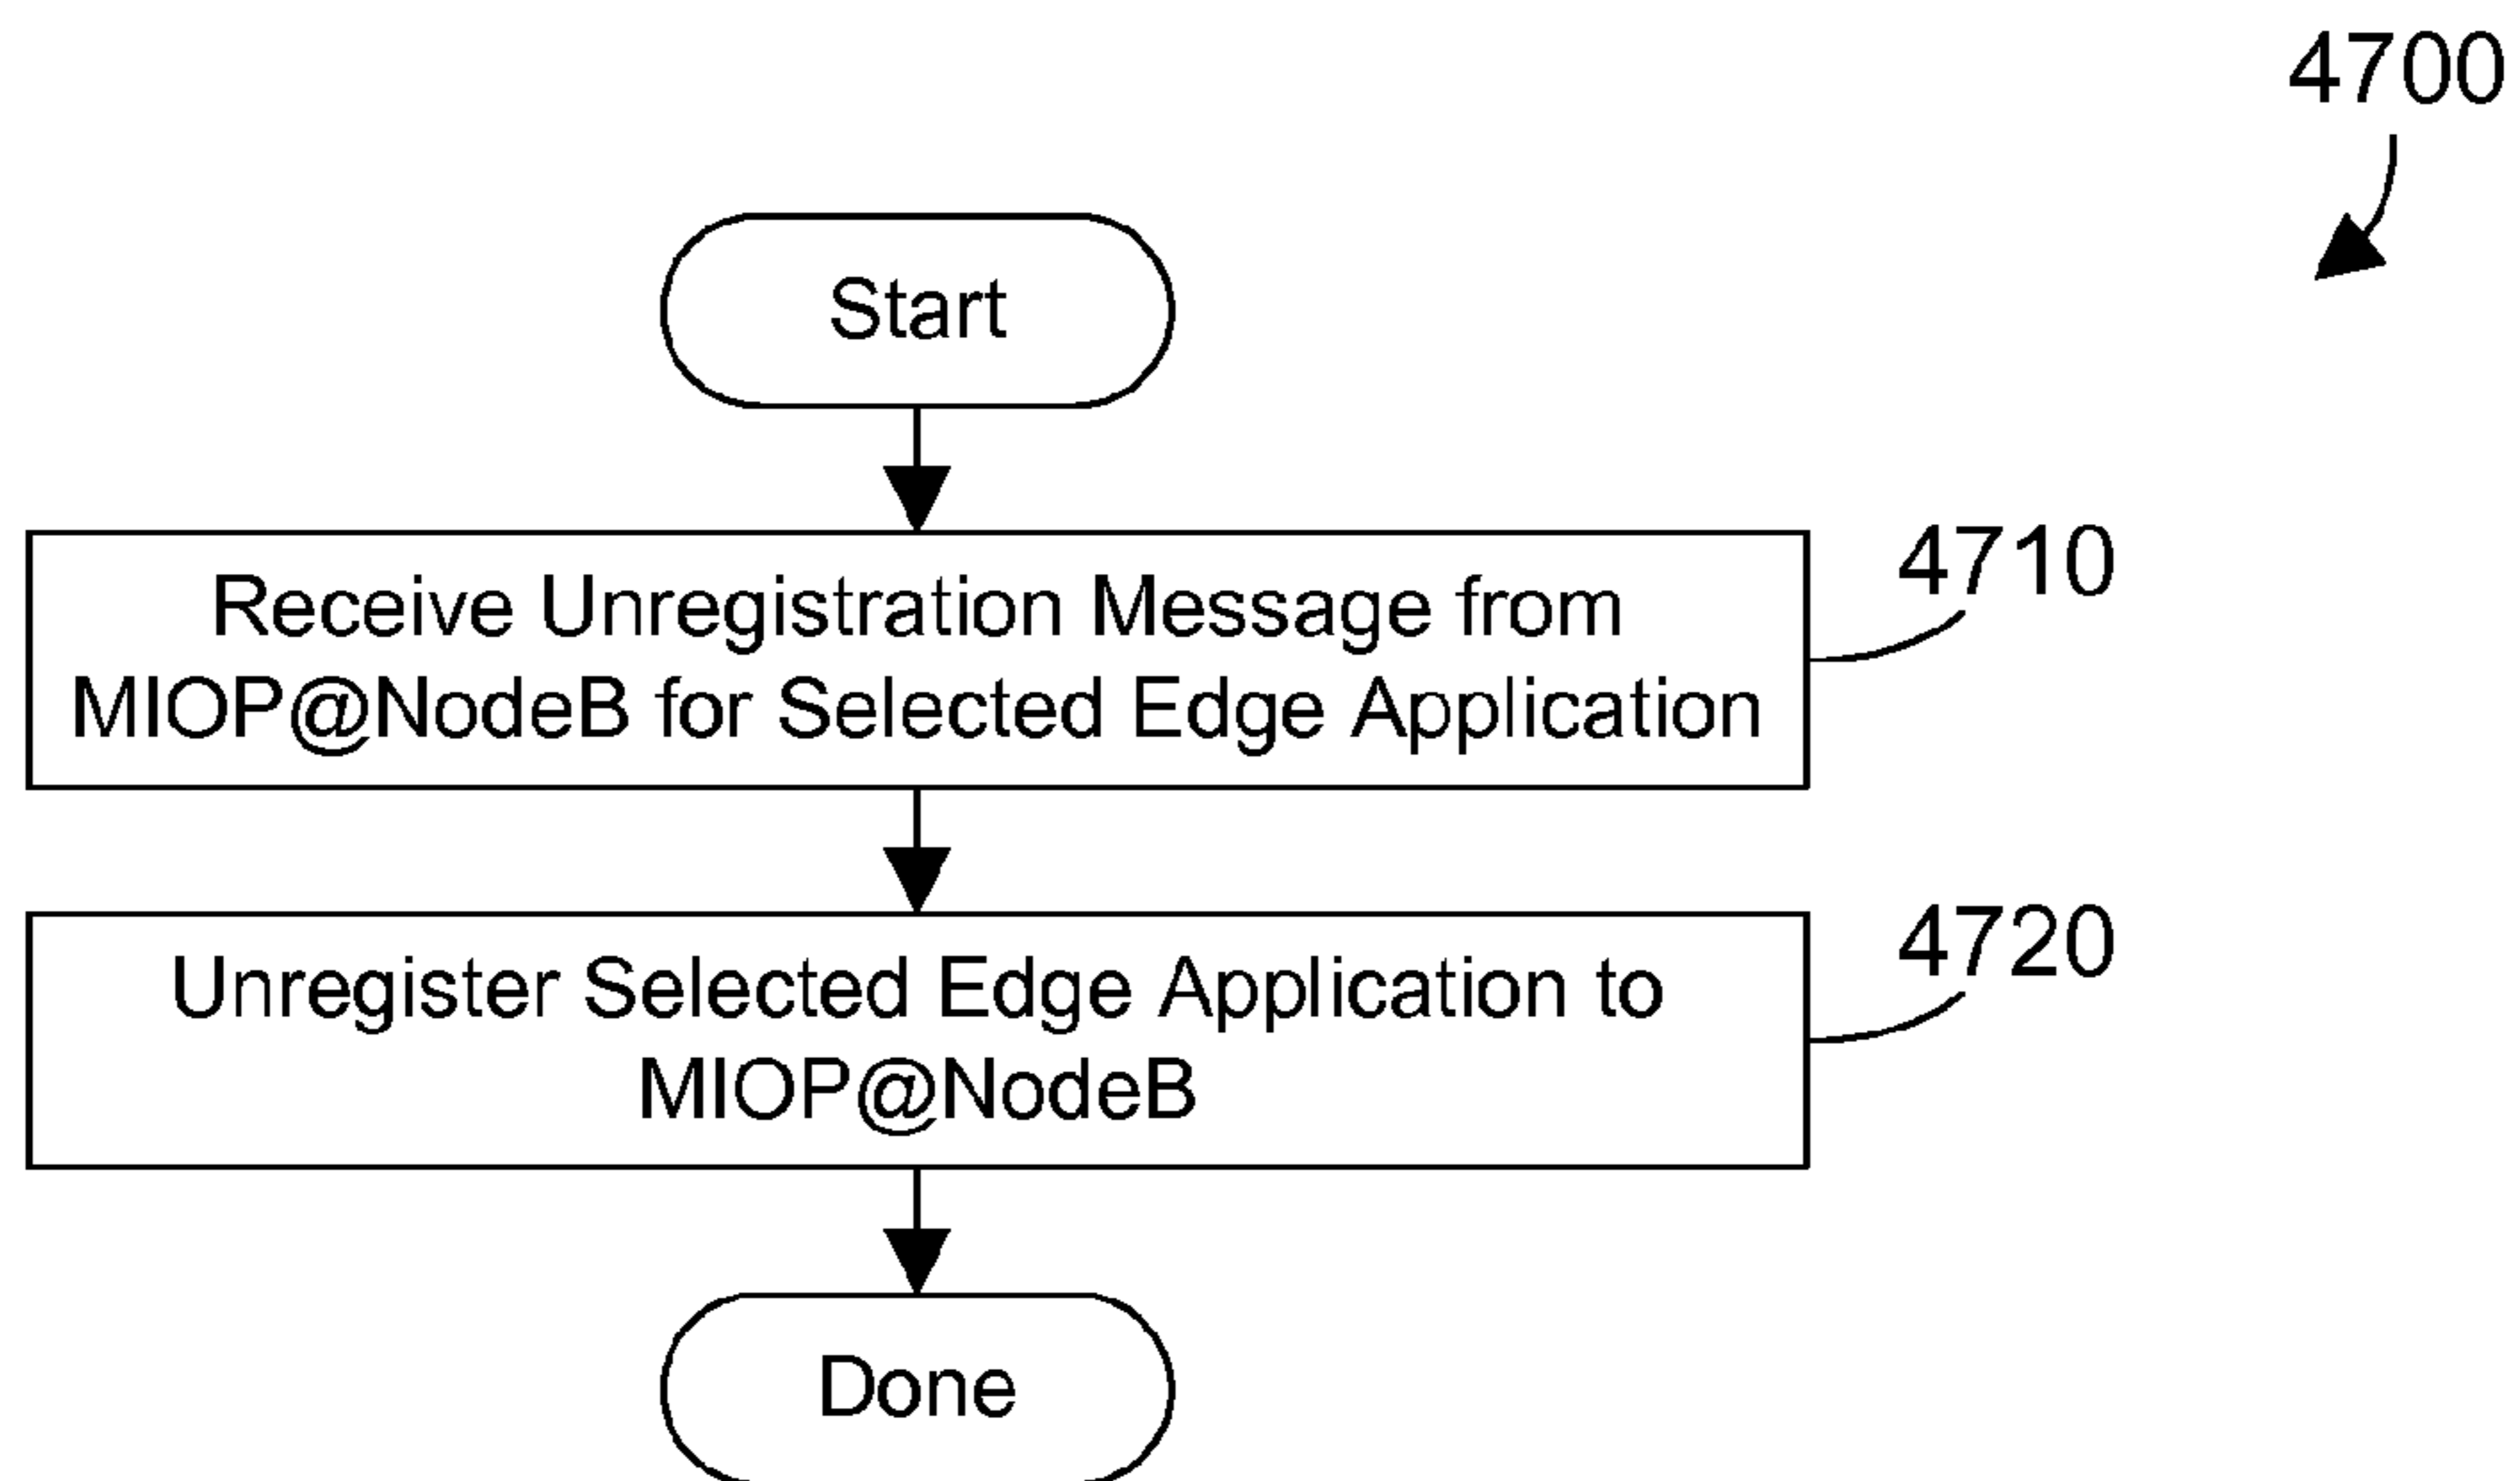 4700
Start
Receive Unregistration Message from
MIOP@NodeB for Selected Edge Application
4710
Unregister Selected Edge Application to
MIOP@NodeB
4720
Done